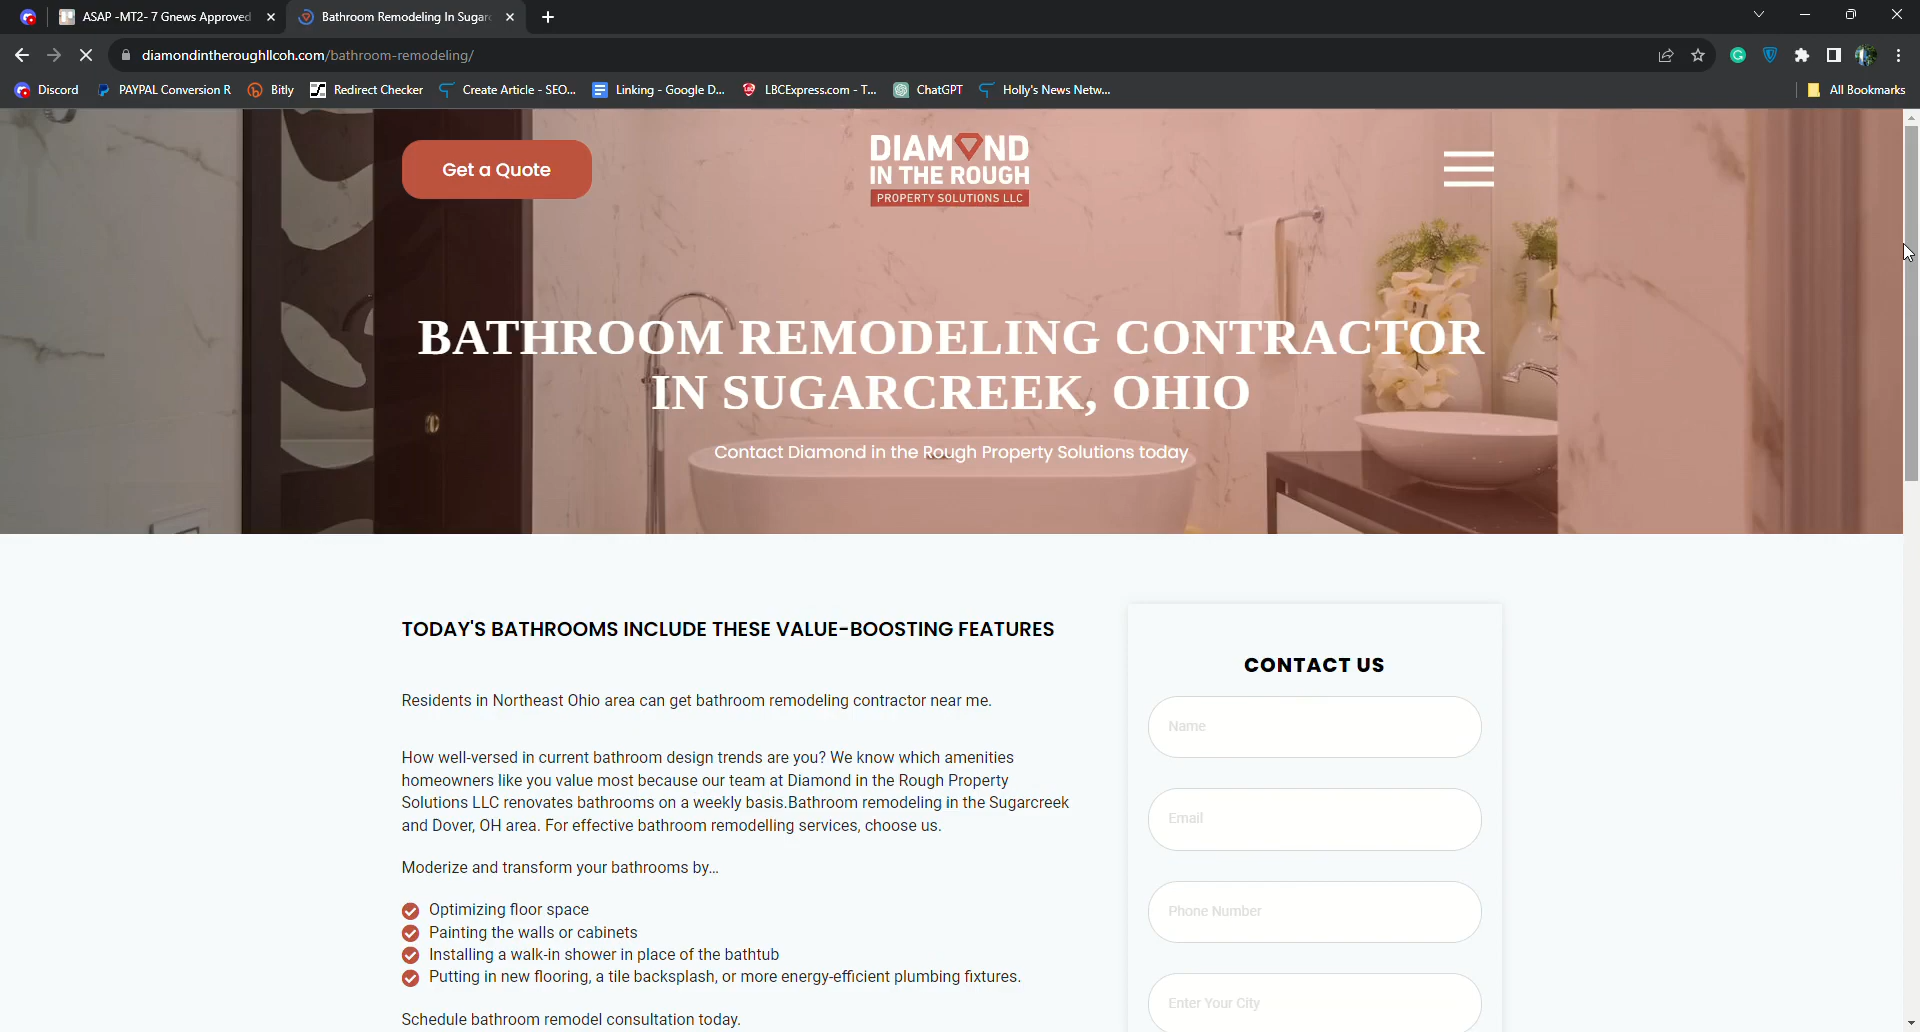 ASAP -MT2- 7 Gnews Approved
Bathroom Remodeling In Sugarc
diamondintheroughllcoh.com/bathroom-remodeling/
Discord
PAYPAL Conversion R
Bitly
Redirect Checker
Create Article - SEO...
Linking - Google D...
LBCExpress.com - T...
ChatGPT
Holly's News Netw...
All Bookmarks
Get a Quote
DIAMOND
IN THE ROUGH
PROPERTY SOLUTIONS LLC
BATHROOM REMODELING CONTRACTOR
IN SUGARCREEK, OHIO
Contact Diamond in the Rough Property Solutions today
TODAY'S BATHROOMS INCLUDE THESE VALUE-BOOSTING FEATURES
Residents in Northeast Ohio area can get bathroom remodeling contractor near me.
How well-versed in current bathroom design trends are you? We know which amenities
homeowners like you value most because our team at Diamond in the Rough Property
Solutions LLC renovates bathrooms on a weekly basis.Bathroom remodeling in the Sugarcreek
and Dover, OH area. For effective bathroom remodelling services, choose us.
Moderize and transform your bathrooms by...
Optimizing floor space
Painting the walls or cabinets
Installing a walk-in shower in place of the bathtub
Putting in new flooring, a tile backsplash, or more energy-efficient plumbing fixtures.
Schedule bathroom remodel consultation today.
CONTACT US
Name
Email
Phone Number
Enter Your City